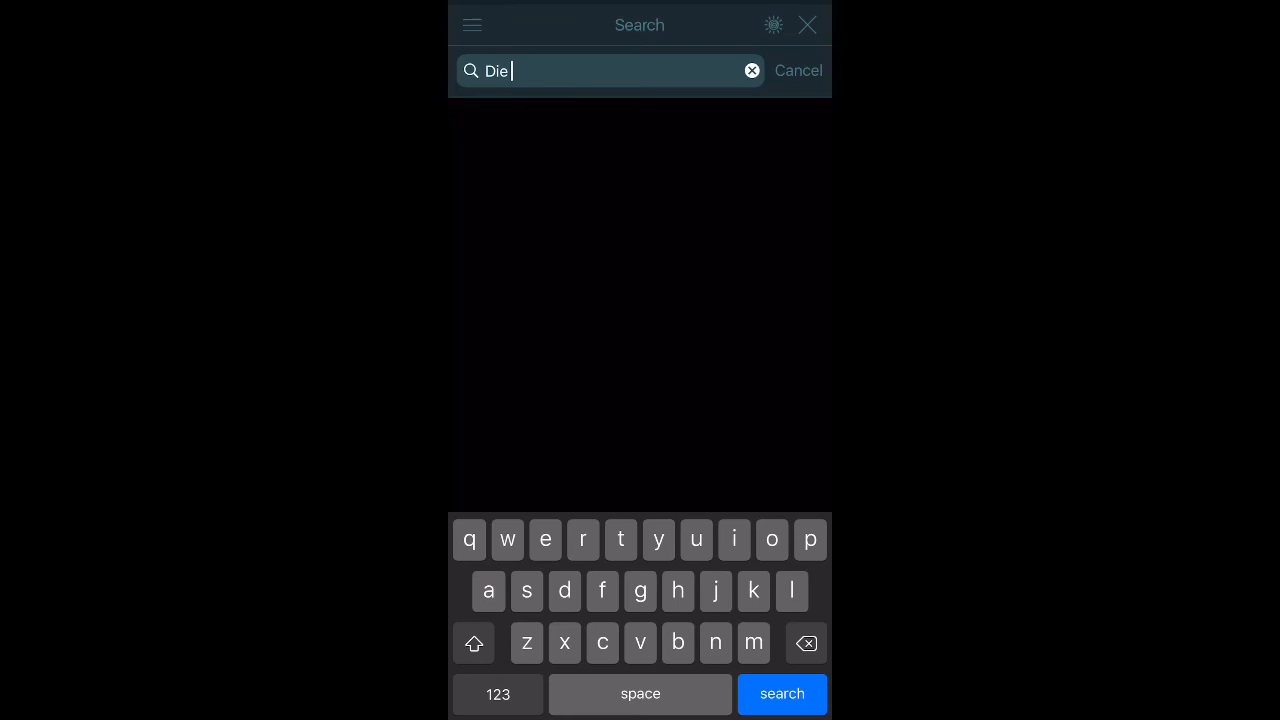 Search
Die
Cancel
q w e r t y u i o p
a s d f g h j k l
z x c v b n m
123 space search